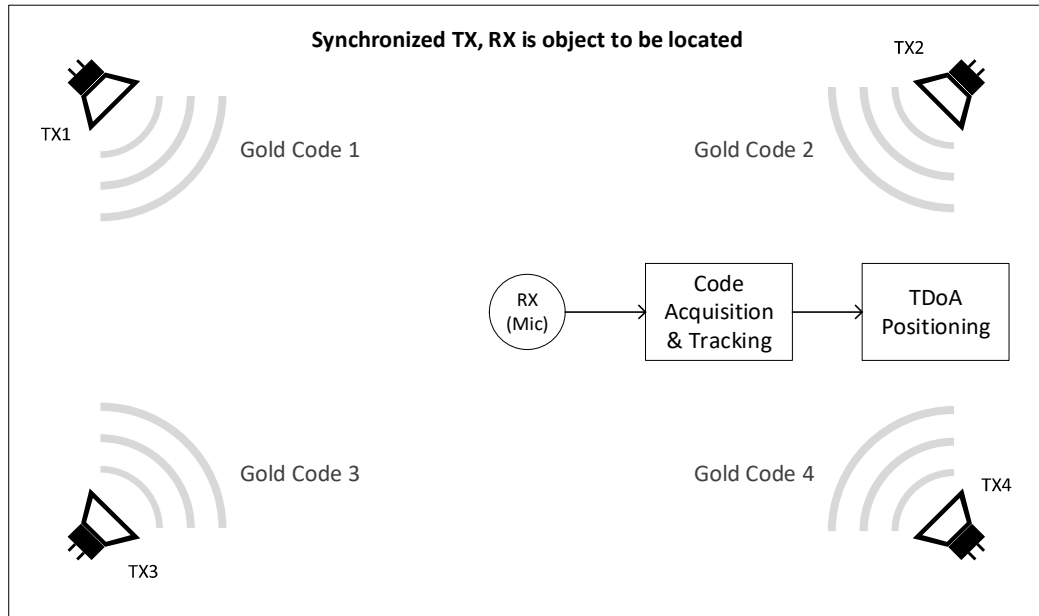 Synchronized TX, RX is object to be located
TX1
TX2
Gold Code 1
Gold Code 2
RX
(Mic)
Code
Acquisition
& Tracking
TDoA
Positioning
Gold Code 3
Gold Code 4
TX3
TX4